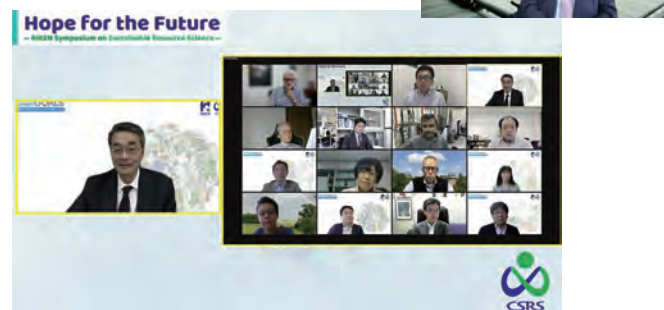 Hope for the Future
– RIKEN Symposium on Sustainable Resource Science –
CSRS